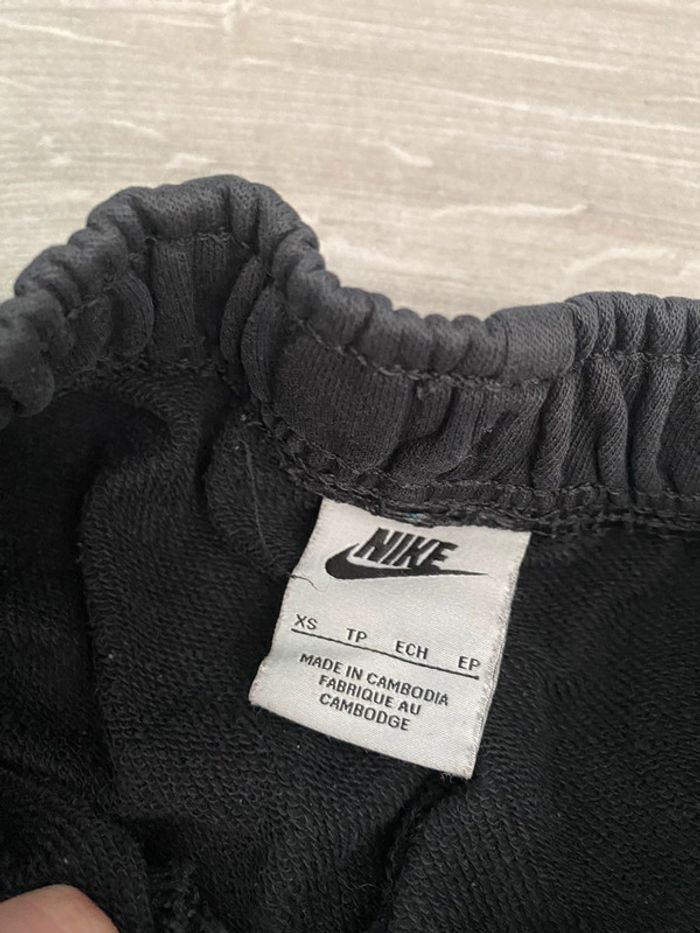 NIKE
XS TP ECH EP
MADE IN CAMBODIA
FABRIQUE AU
CAMBODGE